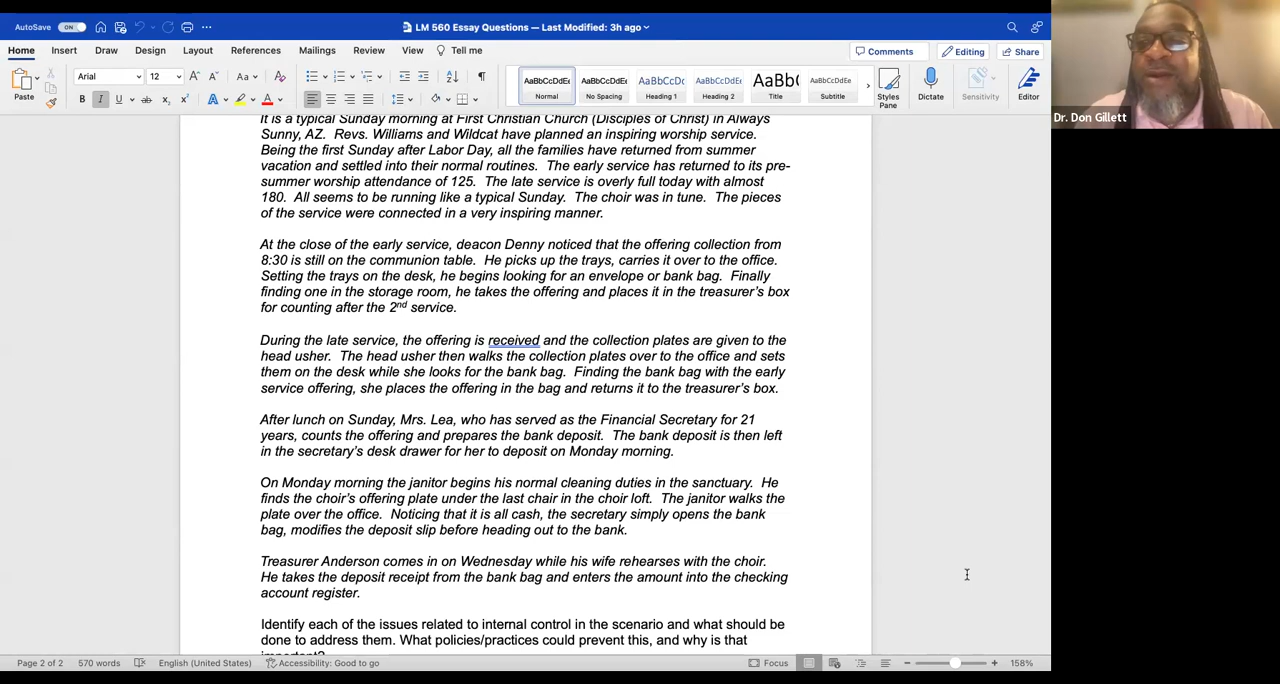 AutoSave ON LM 560 Essay Questions — Last Modified: 3h ago
Home Insert Draw Design Layout References Mailings Review View Tell me Comments Editing Share
Paste Arial 12 AaBbCcDdEe Normal AaBbCcDdEe No Spacing AaBbCcDc Heading 1 AaBbCcDdEe Heading 2 AaBb( Title AaBbCcDdEe Subtitle Styles Pane Dictate Sensitivity Editor
Dr. Don Gillett
It is a typical Sunday morning at First Christian Church (Disciples of Christ) in Always
Sunny, AZ. Revs. Williams and Wildcat have planned an inspiring worship service.
Being the first Sunday after Labor Day, all the families have returned from summer
vacation and settled into their normal routines. The early service has returned to its pre-
summer worship attendance of 125. The late service is overly full today with almost
180. All seems to be running like a typical Sunday. The choir was in tune. The pieces
of the service were connected in a very inspiring manner.
At the close of the early service, deacon Denny noticed that the offering collection from
8:30 is still on the communion table. He picks up the trays, carries it over to the office.
Setting the trays on the desk, he begins looking for an envelope or bank bag. Finally
finding one in the storage room, he takes the offering and places it in the treasurer's box
for counting after the 2nd service.
During the late service, the offering is received and the collection plates are given to the
head usher. The head usher then walks the collection plates over to the office and sets
them on the desk while she looks for the bank bag. Finding the bank bag with the early
service offering, she places the offering in the bag and returns it to the treasurer's box.
After lunch on Sunday, Mrs. Lea, who has served as the Financial Secretary for 21
years, counts the offering and prepares the bank deposit. The bank deposit is then left
in the secretary's desk drawer for her to deposit on Monday morning.
On Monday morning the janitor begins his normal cleaning duties in the sanctuary. He
finds the choir's offering plate under the last chair in the choir loft. The janitor walks the
plate over the office. Noticing that it is all cash, the secretary simply opens the bank
bag, modifies the deposit slip before heading out to the bank.
Treasurer Anderson comes in on Wednesday while his wife rehearses with the choir.
He takes the deposit receipt from the bank bag and enters the amount into the checking
account register.
Identify each of the issues related to internal control in the scenario and what should be
done to address them. What policies/practices could prevent this, and why is that
important?
Page 2 of 2 570 words English (United States) Accessibility: Good to go Focus 158%